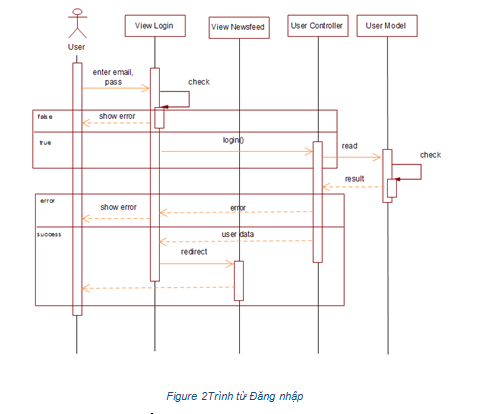 View Login
View Newsfeed
User Controller
User Model
User
enter email,
pass
check
false
show error
true
login()
read
check
result
error
show error
error
success
user data
redirect
Figure 2Trình tự Đăng nhập